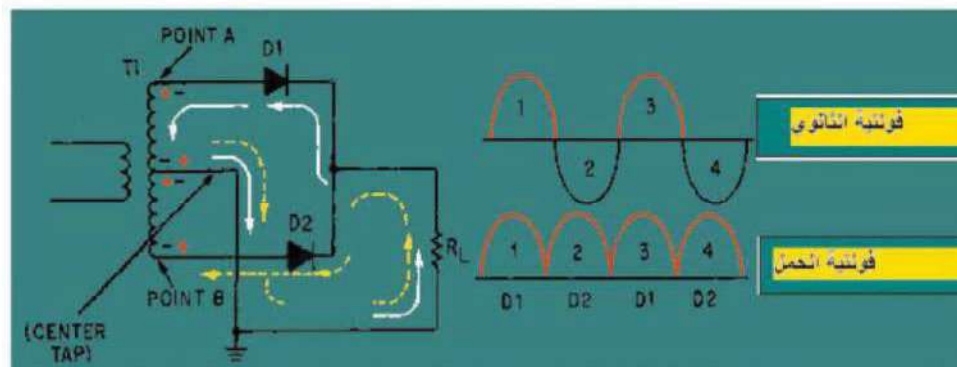 POINT A
D1
T1
D2
RL
POINT B
(CENTER
TAP)
1
3
2
4
فولتية الثانوي
1
2
3
4
D1
D2
D1
D2
فولتية الحمل